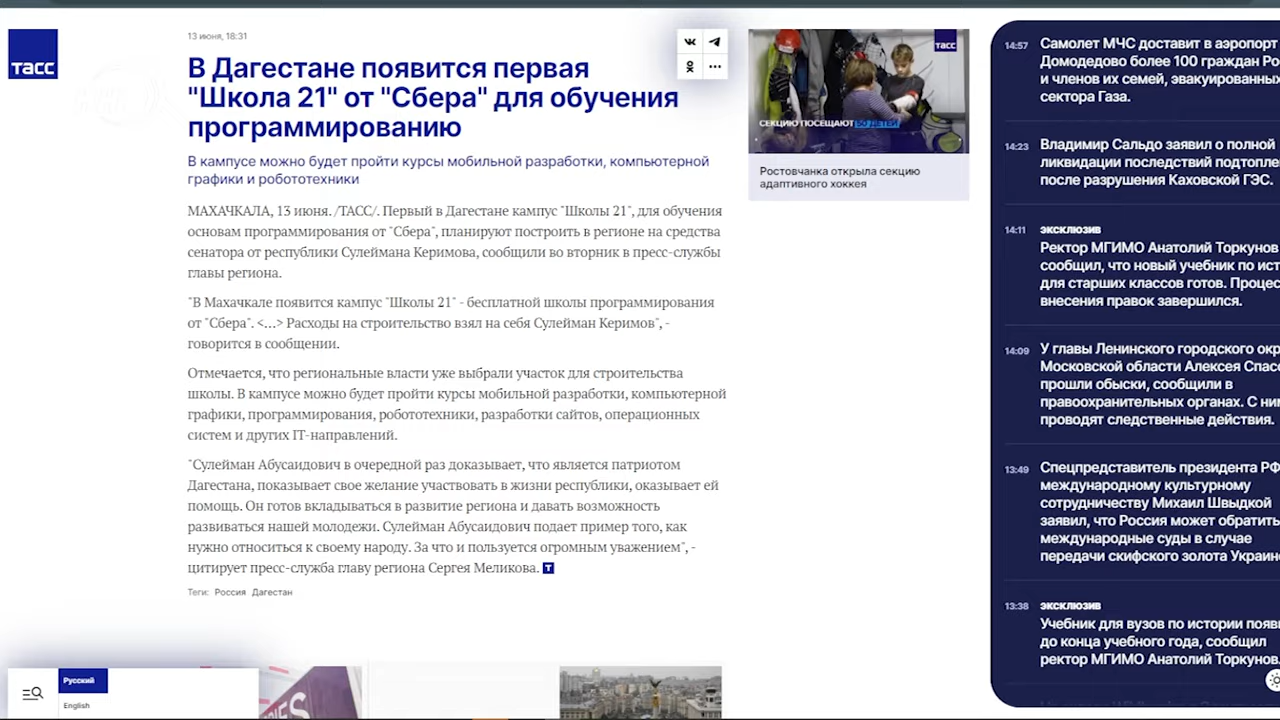 тасс
13 июня, 18:31
В Дагестане появится первая
"Школа 21" от "Сбера" для обучения
программированию
В кампусе можно будет пройти курсы мобильной разработки, компьютерной
графики и робототехники
МАХАЧКАЛА, 13 июня. /ТАСС/. Первый в Дагестане кампус "Школы 21", для обучения
основам программирования от "Сбера", планируют построить в регионе на средства
сенатора от республики Сулеймана Керимова, сообщили во вторник в пресс-службы
главы региона.
"В Махачкале появится кампус "Школы 21" - бесплатной школы программирования
от "Сбера". <...> Расходы на строительство взял на себя Сулейман Керимов", -
говорится в сообщении.
Отмечается, что региональные власти уже выбрали участок для строительства
школы. В кампусе можно будет пройти курсы мобильной разработки, компьютерной
графики, программирования, робототехники, разработки сайтов, операционных
систем и других IT-направлений.
"Сулейман Абусаидович в очередной раз доказывает, что является патриотом
Дагестана, показывает свое желание участвовать в жизни республики, оказывает ей
помощь. Он готов вкладываться в развитие региона и давать возможность
развиваться нашей молодежи. Сулейман Абусаидович подает пример того, как
нужно относиться к своему народу. За что и пользуется огромным уважением", -
цитирует пресс-служба главу региона Сергея Меликова.
Теги: Россия Дагестан
Русский
English
тасс
СЕКЦИЮ ПОСЕЩАЮТ 50 ДЕТЕЙ
Ростовчанка открыла секцию
адаптивного хоккея
14:57 Самолет МЧС доставит в аэропорт
Домодедово более 100 граждан Ро
и членов их семей, эвакуированных
сектора Газа.
14:23 Владимир Сальдо заявил о полной
ликвидации последствий подтопле
после разрушения Каховской ГЭС.
14:11 ЭКСКЛЮЗИВ
Ректор МГИМО Анатолий Торкунов
сообщил, что новый учебник по ист
для старших классов готов. Процес
внесения правок завершился.
14:09 У главы Ленинского городского окр
Московской области Алексея Спасс
прошли обыски, сообщили в
правоохранительных органах. С ним
проводят следственные действия.
13:49 Спецпредставитель президента РФ
международному культурному
сотрудничеству Михаил Швыдкой
заявил, что Россия может обратить
международные суды в случае
передачи скифского золота Украине
13:38 ЭКСКЛЮЗИВ
Учебник для вузов по истории появи
до конца учебного года, сообщил
ректор МГИМО Анатолий Торкунов.